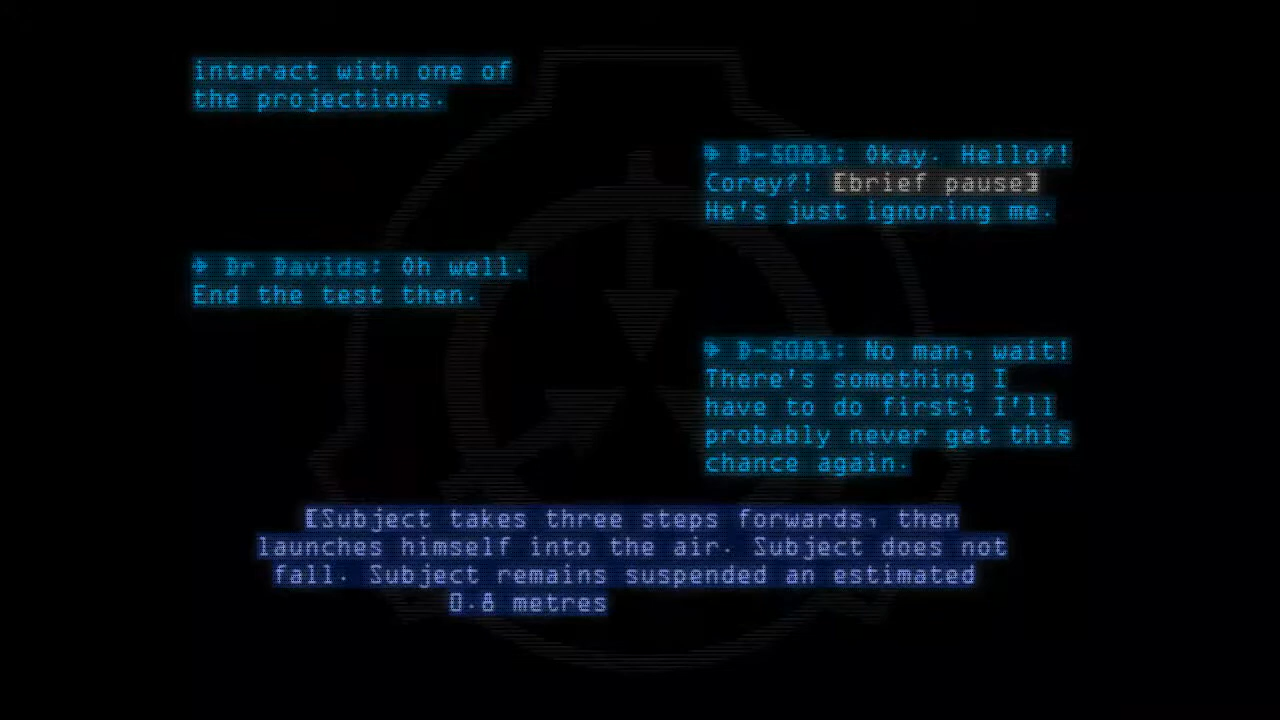 interact with one of
the projections.
→ D-5081: Okay. Hello?!
Corey?! [brief pause]
He's just ignoring me.
→ Dr Davids: Oh well.
End the test then.
→ D-5081: No man, wait!
There's something I
have to do first; I'll
probably never get this
chance again.
[Subject takes three steps forwards, then
launches himself into the air. Subject does not
fall. Subject remains suspended an estimated
0.8 metres